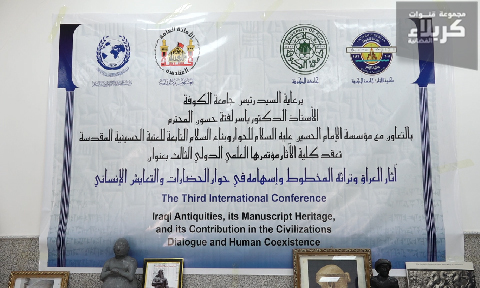 مجموعة قنوات
كربلاء
الفضائية
برعاية السيد رئيس جامعة الكوفة
الأستاذ الدكتور ياسر لفتة حسون المحترم
بالتعاون مع مؤسسة الامام الحسين عليه السلام للحوار وبناء السلام التابعة للعتبة الحسينية المقدسة
تعقد كلية الآثار مؤتمرها العلمي الدولي الثالث بعنوان
آثار العراق وتراثه المخطوط وإسهامه في حوار الحضارات والتعايش الإنساني
The Third International Conference
Iraqi Antiquities, its Manuscript Heritage,
and its Contribution in the Civilizations
Dialogue and Human Coexistence